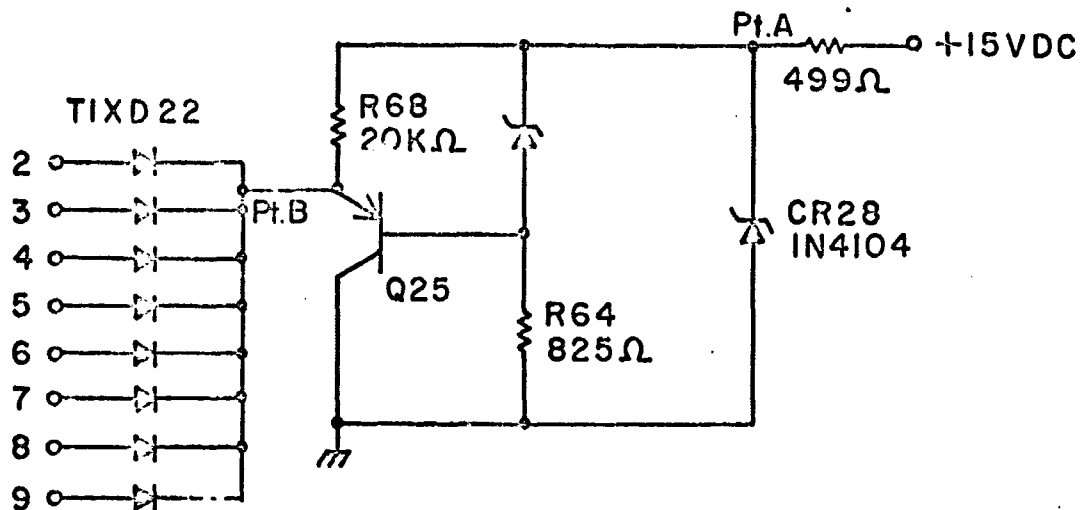 Pt.A
+15VDC
499Ω
TIXD22
R68
20KΩ
2
3
Pt.B
4
5
6
7
8
9
CR28
1N4104
Q25
R64
825Ω